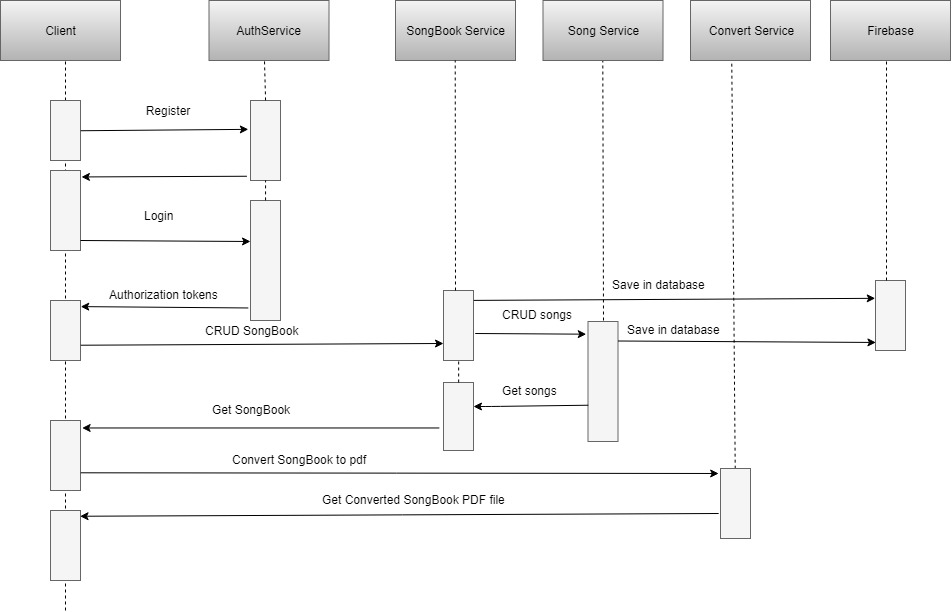 Client
AuthService
SongBook Service
Song Service
Convert Service
Firebase
Register
Login
Authorization tokens
Save in database
CRUD songs
CRUD SongBook
Save in database
Get songs
Get SongBook
Convert SongBook to pdf
Get Converted SongBook PDF file